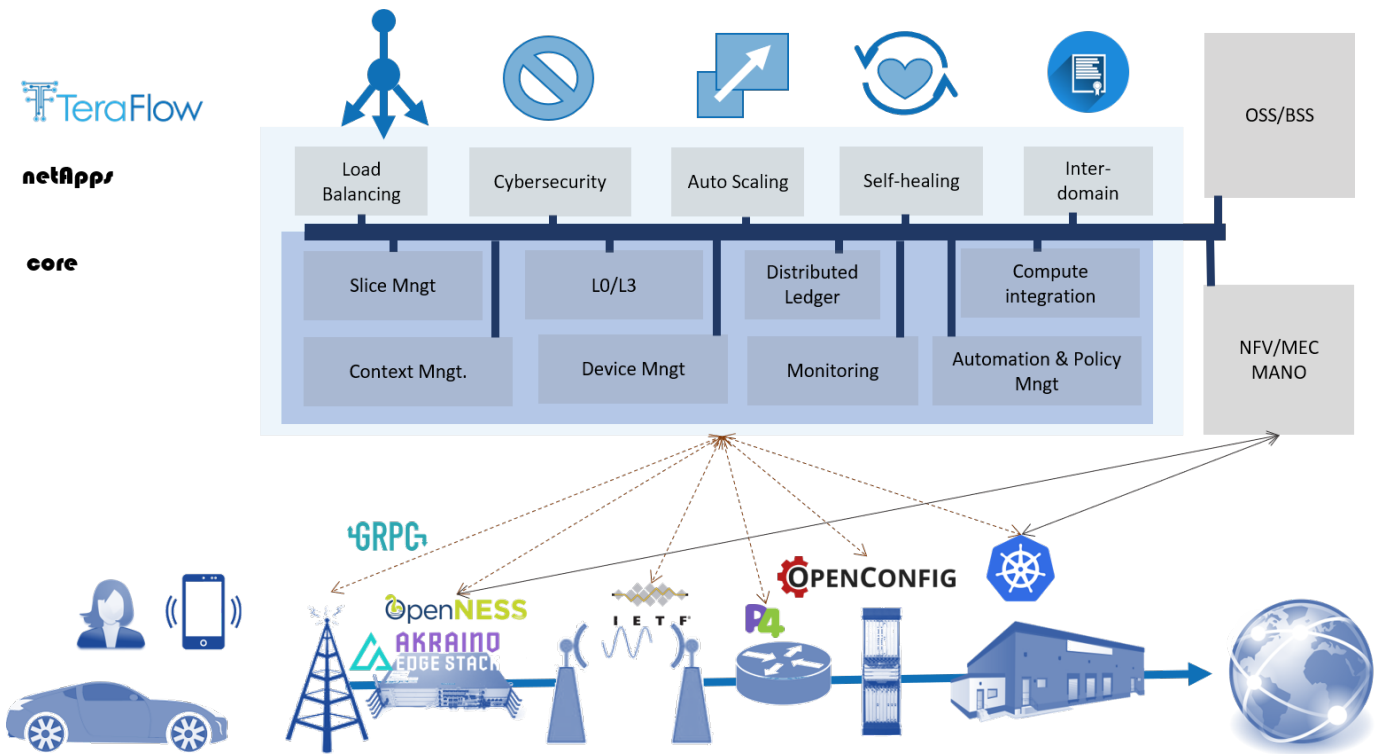 TeraFlow
netApps
core
Load
Balancing
Cybersecurity
Auto Scaling
Self-healing
Inter-
domain
OSS/BSS
Slice Mngt
L0/L3
Distributed
Ledger
Compute
integration
Context Mngt.
Device Mngt
Monitoring
Automation & Policy
Mngt
NFV/MEC
MANO
GRPC
OpenNESS
AKRAINO
EDGE STACK
I E T F®
P4
OPENCONFIG